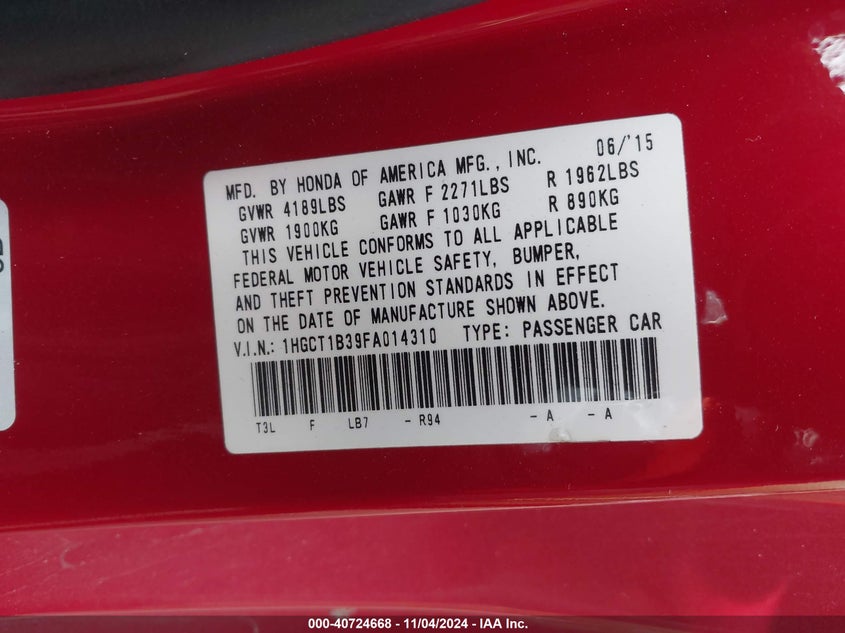 MFD. BY HONDA OF AMERICA MFG., INC. 06/'15
GVWR 4189LBS GAWR F 2271LBS R 1962LBS
GVWR 1900KG GAWR F 1030KG R 890KG
THIS VEHICLE CONFORMS TO ALL APPLICABLE
FEDERAL MOTOR VEHICLE SAFETY, BUMPER,
AND THEFT PREVENTION STANDARDS IN EFFECT
ON THE DATE OF MANUFACTURE SHOWN ABOVE.
V.I.N.: 1HGCT1B39FA014310 TYPE: PASSENGER CAR
T3L F LB7 - R94 - A - A
000-40724668 - 11/04/2024 - IAA Inc.